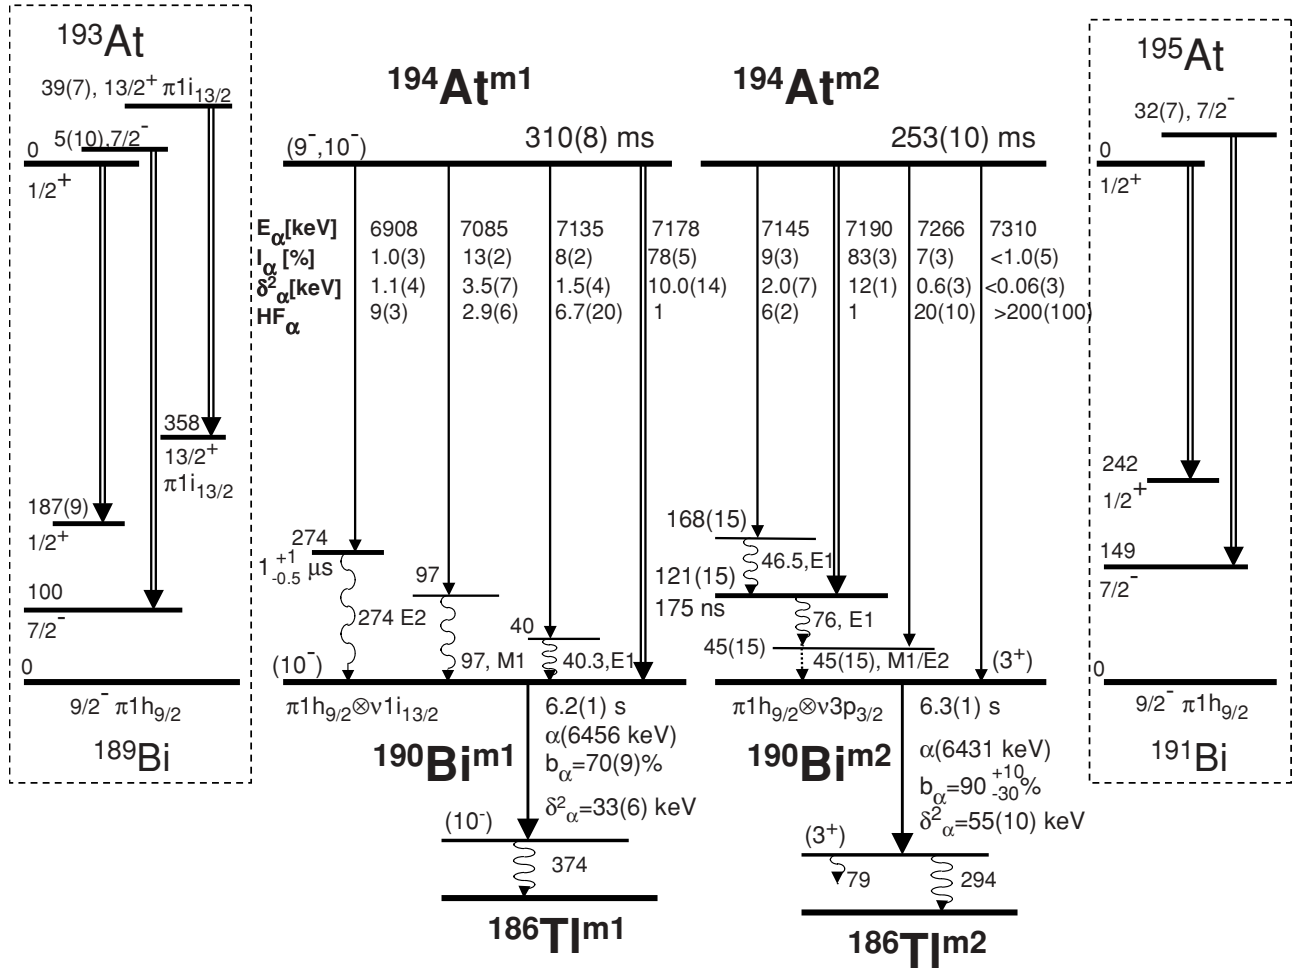 ¹⁹³At
39(7), 13/2⁺ π1i₁₃/₂
5(10),7/2⁻
0
1/2⁺
358
13/2⁺
π1i₁₃/₂
187(9)
1/2⁺
100
7/2⁻
0
9/2⁻ π1h₉/₂
¹⁸⁹Bi
¹⁹⁴Atᵐ¹
(9⁻,10⁻)
310(8) ms
E_α[keV] 6908 7085 7135 7178
I_α [%] 1.0(3) 13(2) 8(2) 78(5)
δ²_α[keV] 1.1(4) 3.5(7) 1.5(4) 10.0(14)
HF_α 9(3) 2.9(6) 6.7(20) 1
274
1 +1 -0.5 μs
274 E2
97
97, M1
40
40.3,E1
(10⁻)
π1h₉/₂⊗ν1i₁₃/₂
6.2(1) s
¹⁹⁰Biᵐ¹
α(6456 keV)
b_α=70(9)%
δ²_α=33(6) keV
(10⁻)
374
¹⁸⁶Tlᵐ¹
¹⁹⁴Atᵐ²
253(10) ms
7145 7190 7266 7310
9(3) 83(3) 7(3) <1.0(5)
2.0(7) 12(1) 0.6(3) <0.06(3)
6(2) 1 20(10) >200(100)
168(15)
46.5,E1
121(15)
175 ns
76, E1
45(15)
45(15), M1/E2
(3⁺)
π1h₉/₂⊗ν3p₃/₂
6.3(1) s
¹⁹⁰Biᵐ²
α(6431 keV)
b_α=90 +10 -30%
δ²_α=55(10) keV
(3⁺)
79
294
¹⁸⁶Tlᵐ²
¹⁹⁵At
32(7), 7/2⁻
0
1/2⁺
242
1/2⁺
149
7/2⁻
0
9/2⁻ π1h₉/₂
¹⁹¹Bi